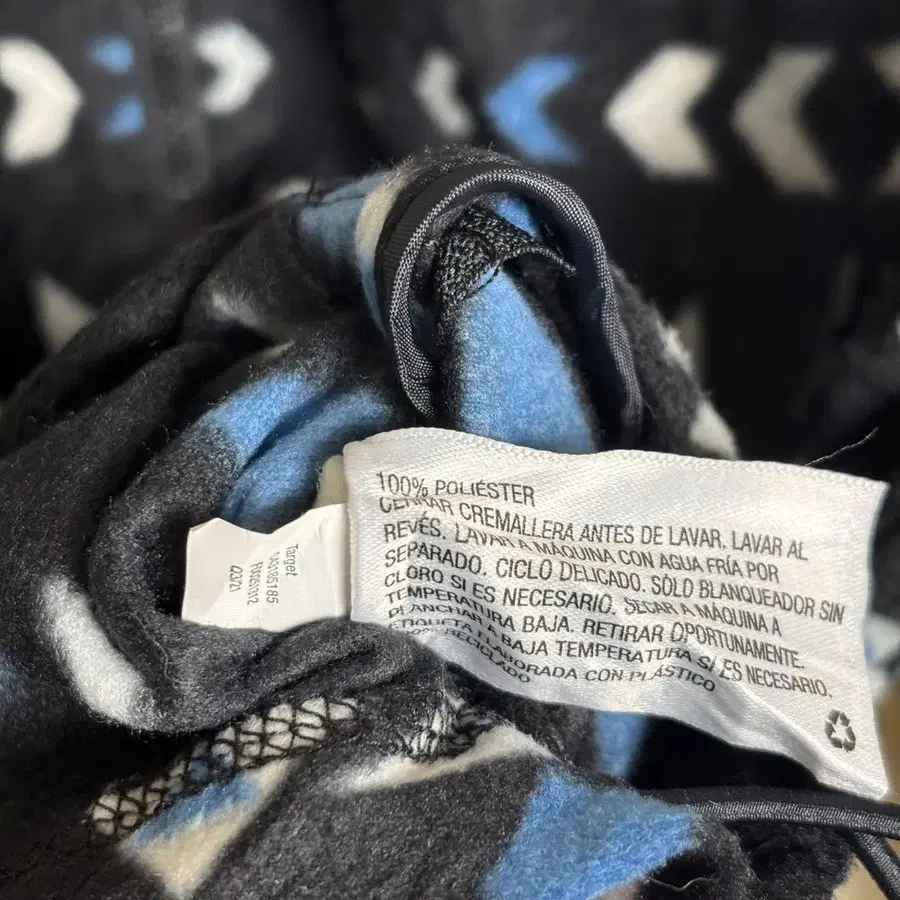 100% POLIÉSTER
CERRAR CREMALLERA ANTES DE LAVAR. LAVAR AL
REVÉS. LAVAR A MÁQUINA CON AGUA FRÍA POR
SEPARADO. CICLO DELICADO. SÓLO BLANQUEADOR SIN
CLORO SI ES NECESARIO. SECAR A MÁQUINA A
TEMPERATURA BAJA. RETIRAR OPORTUNAMENTE.
PLANCHAR A BAJA TEMPERATURA SI ES NECESARIO.
ETIQUETA ELABORADA CON PLÁSTICO
100% RECICLADO
Target
Q321